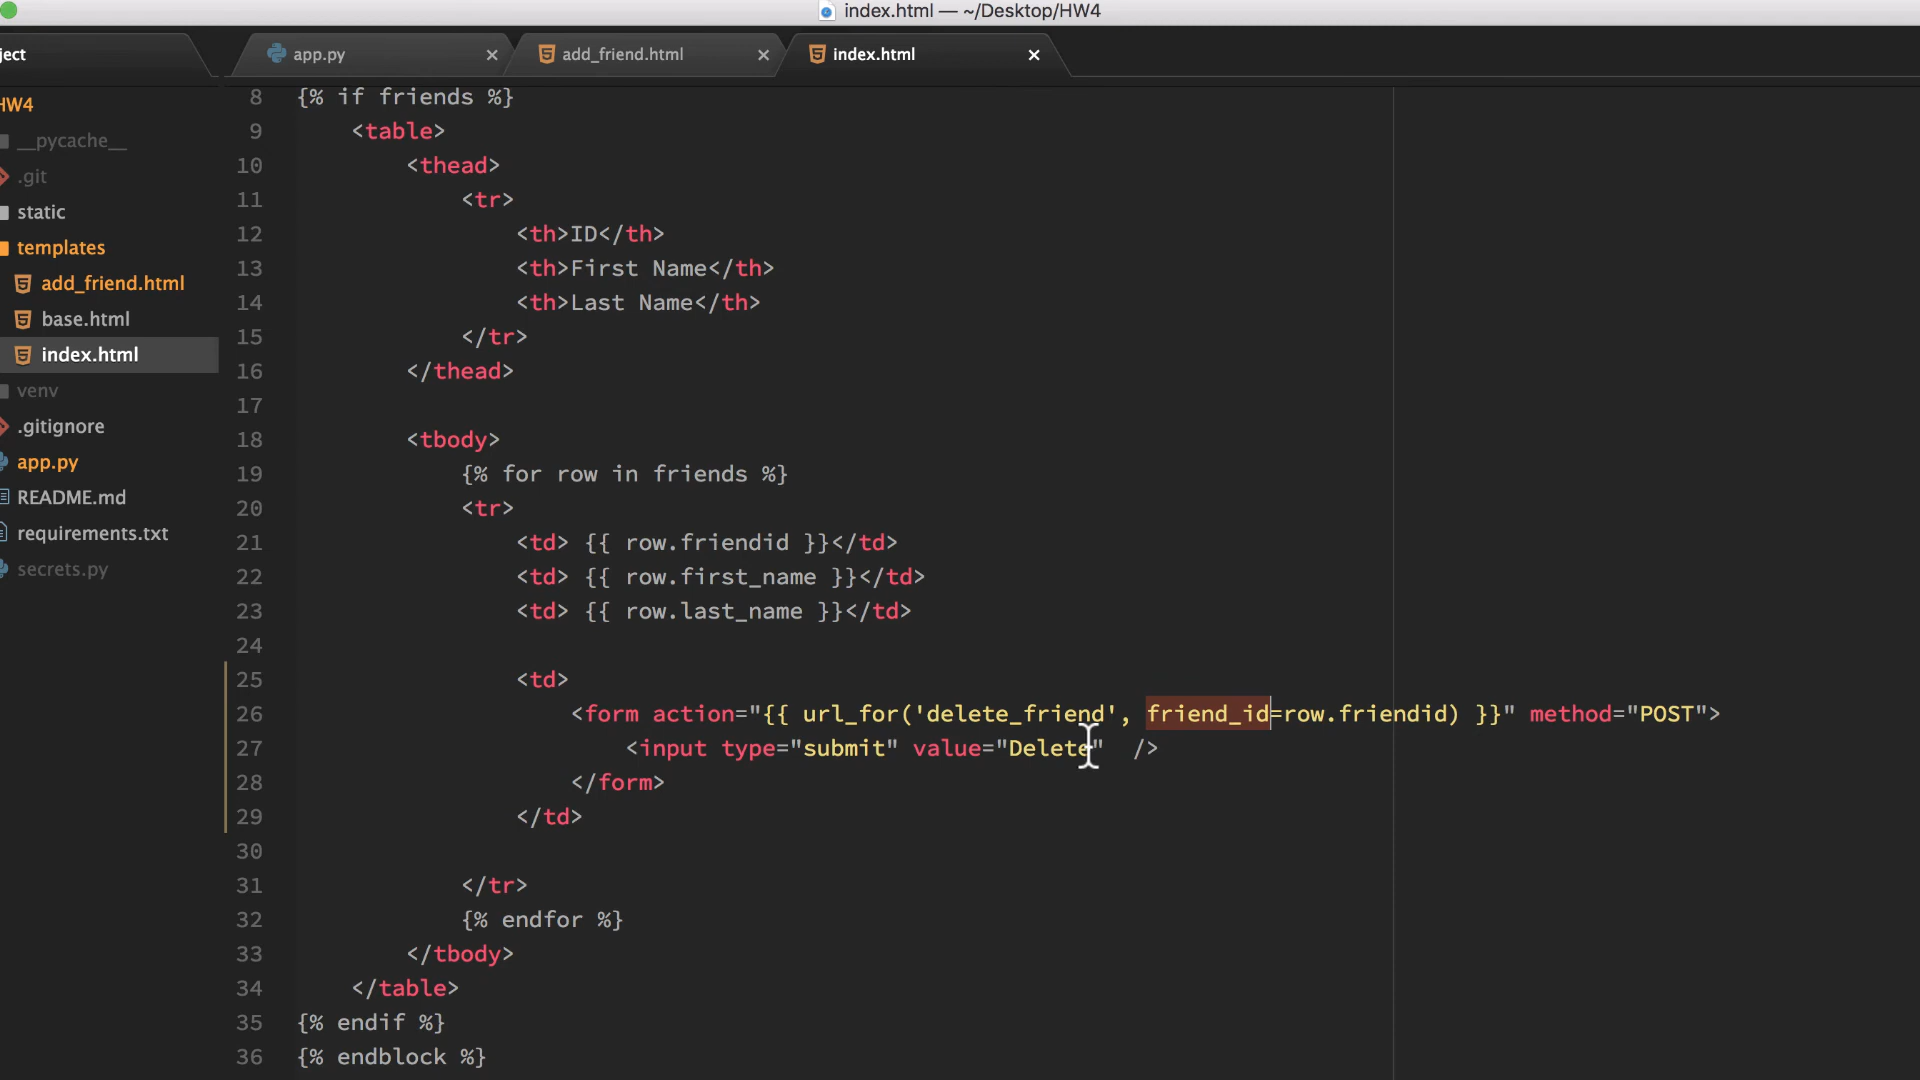 index.html — ~/Desktop/HW4
ject
app.py
add_friend.html
index.html
HW4
__pycache__
.git
static
templates
add_friend.html
base.html
index.html
venv
.gitignore
app.py
README.md
requirements.txt
secrets.py
8 {% if friends %}
9 <table>
10 <thead>
11 <tr>
12 <th>ID</th>
13 <th>First Name</th>
14 <th>Last Name</th>
15 </tr>
16 </thead>
17
18 <tbody>
19 {% for row in friends %}
20 <tr>
21 <td> {{ row.friendid }}</td>
22 <td> {{ row.first_name }}</td>
23 <td> {{ row.last_name }}</td>
24
25 <td>
26 <form action="{{ url_for('delete_friend', friend_id=row.friendid) }}" method="POST">
27 <input type="submit" value="Delete"  />
28 </form>
29 </td>
30
31 </tr>
32 {% endfor %}
33 </tbody>
34 </table>
35 {% endif %}
36 {% endblock %}